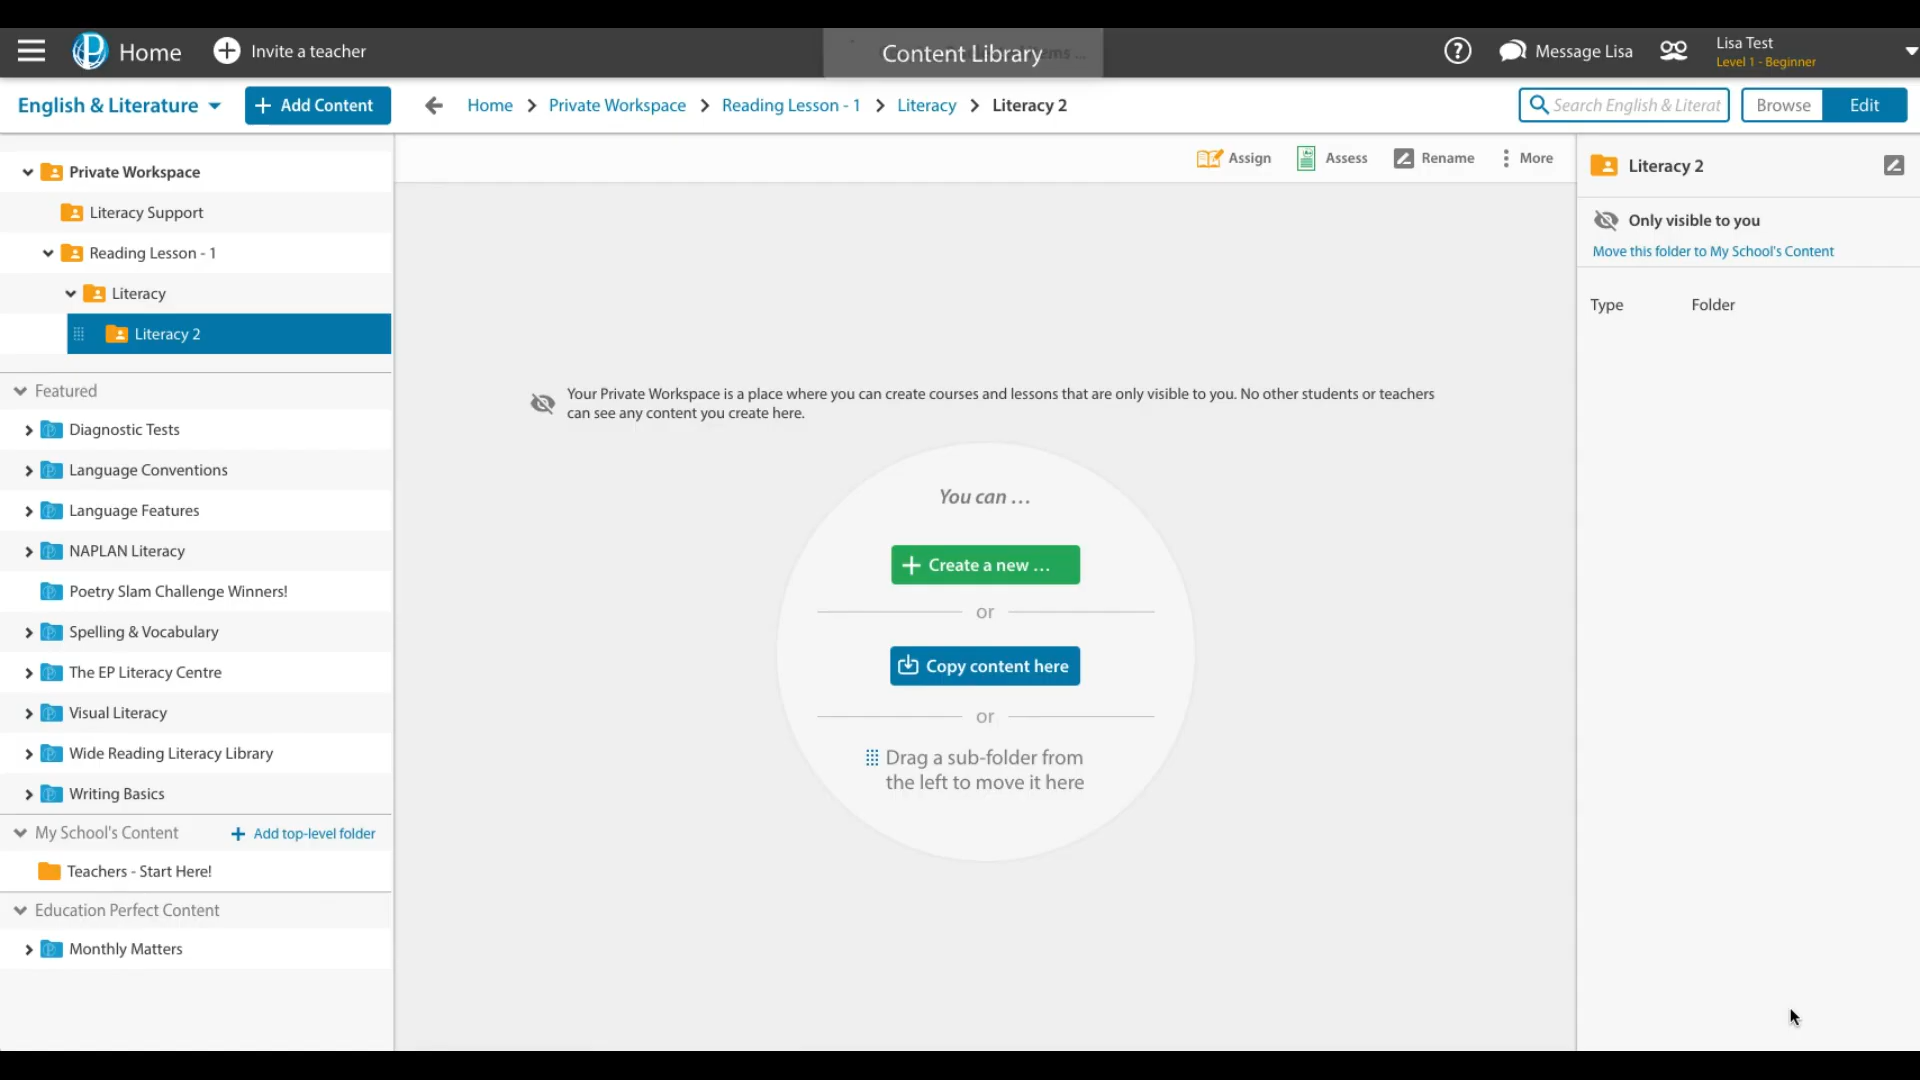 Home
Invite a teacher
Content Library
Message Lisa
Lisa Test
Level 1 - Beginner
English & Literature
Add Content
Home > Private Workspace > Reading Lesson - 1 > Literacy > Literacy 2
Search English & Literat
Browse
Edit
Private Workspace
Literacy Support
Reading Lesson - 1
Literacy
Literacy 2
Featured
Diagnostic Tests
Language Conventions
Language Features
NAPLAN Literacy
Poetry Slam Challenge Winners!
Spelling & Vocabulary
The EP Literacy Centre
Visual Literacy
Wide Reading Literacy Library
Writing Basics
My School's Content
+ Add top-level folder
Teachers - Start Here!
Education Perfect Content
Monthly Matters
Assign
Assess
Rename
More
Your Private Workspace is a place where you can create courses and lessons that are only visible to you. No other students or teachers
can see any content you create here.
You can ...
+ Create a new ...
or
Copy content here
or
Drag a sub-folder from
the left to move it here
Literacy 2
Only visible to you
Move this folder to My School's Content
Type Folder